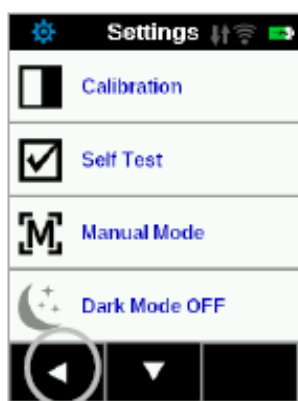 Settings
Calibration
Self Test
M
Manual Mode
Dark Mode OFF